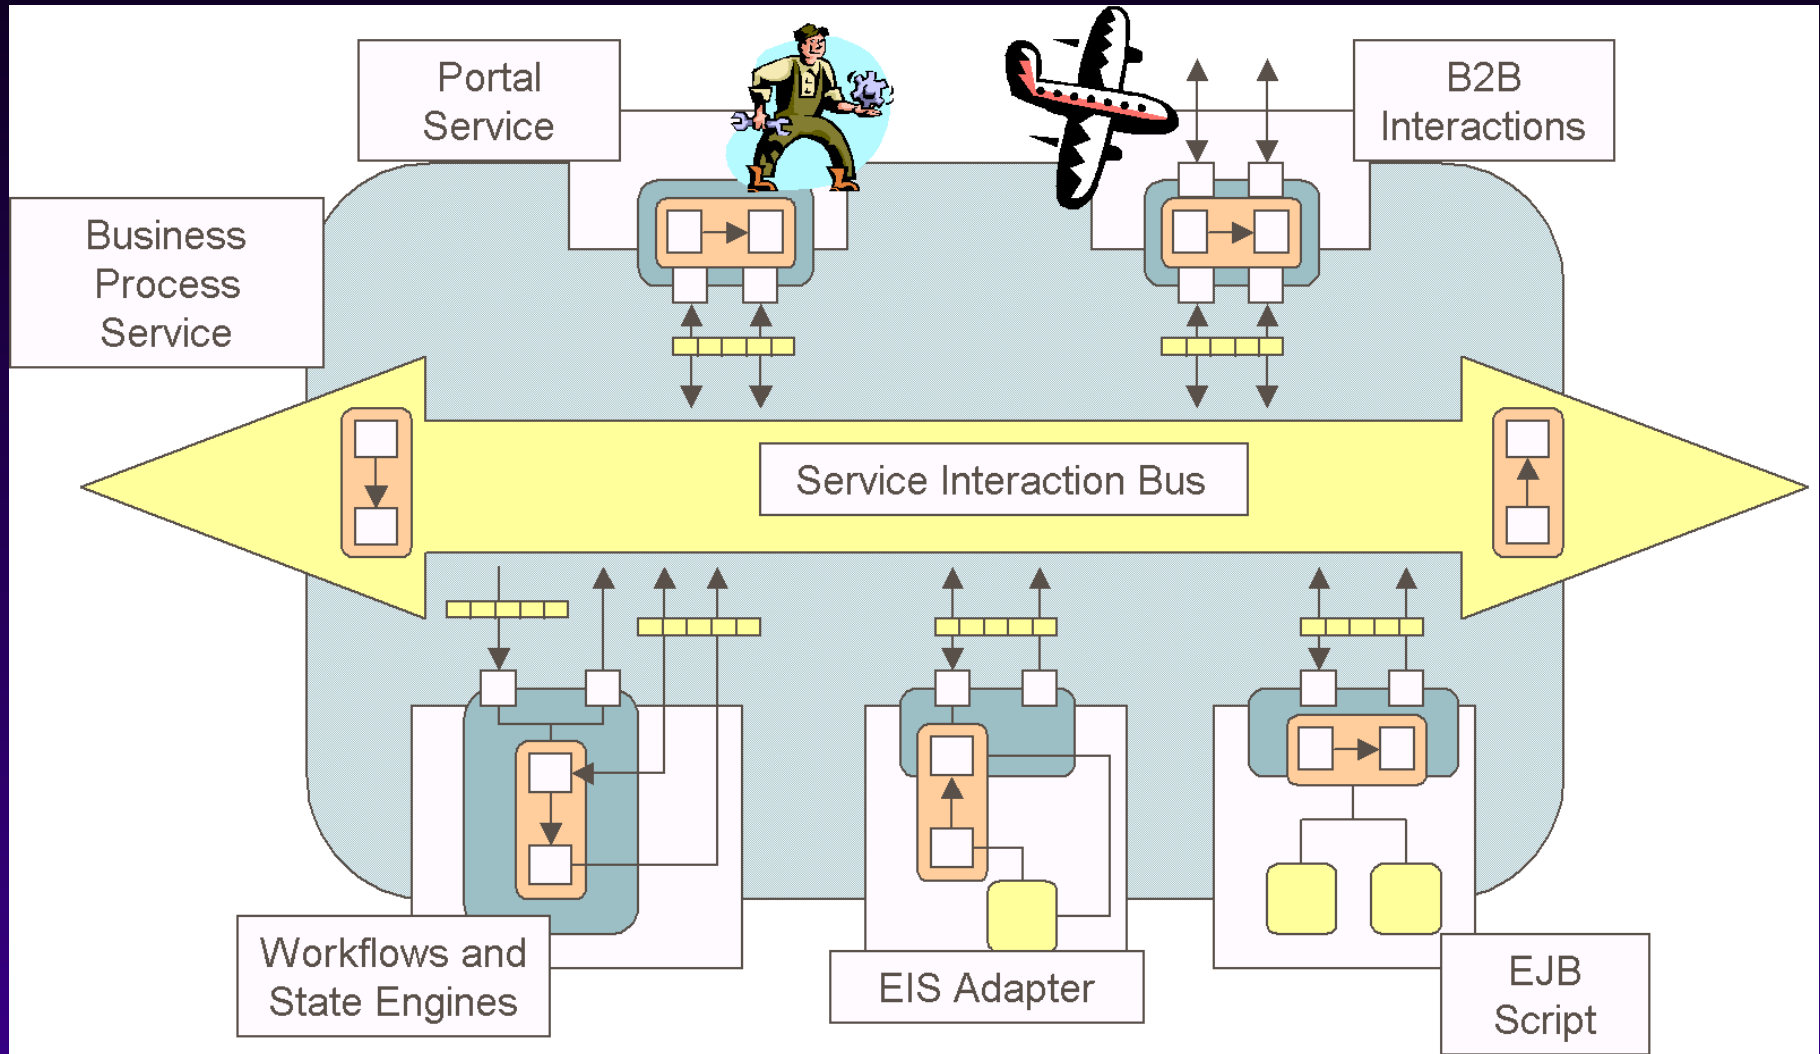 Portal
Service
B2B
Interactions
Business
Process
Service
Service Interaction Bus
Workflows and
State Engines
EIS Adapter
EJB
Script